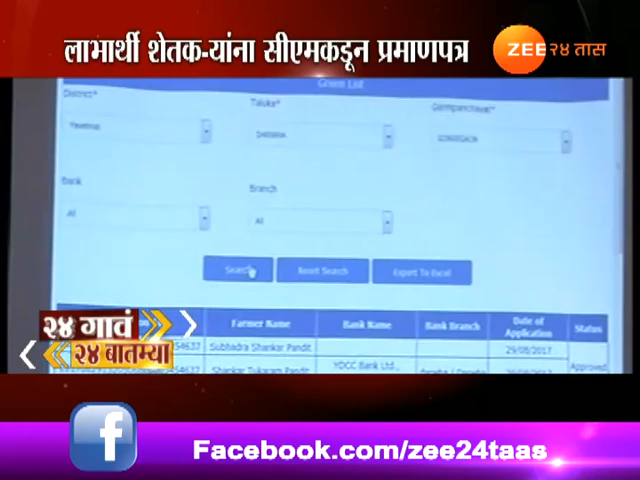 लाभार्थी शेतक-यांना सीएमकडून प्रमाणपत्र
ZEE २४ तास
Green List
District*
Taluka*
Yavatmal
All
Bank
Branch
All
All
Search
Reset Search
Export To Excel
Farmer Name
Bank Name
Bank Branch
Date of Application
Status
Subhadra Shankar Pandit
29/08/2017
Shankar Tukaram Pandit
YDCC Bank Ltd.,
Approved
२४ गावं
२४ बातम्या
f
Facebook.com/zee24taas